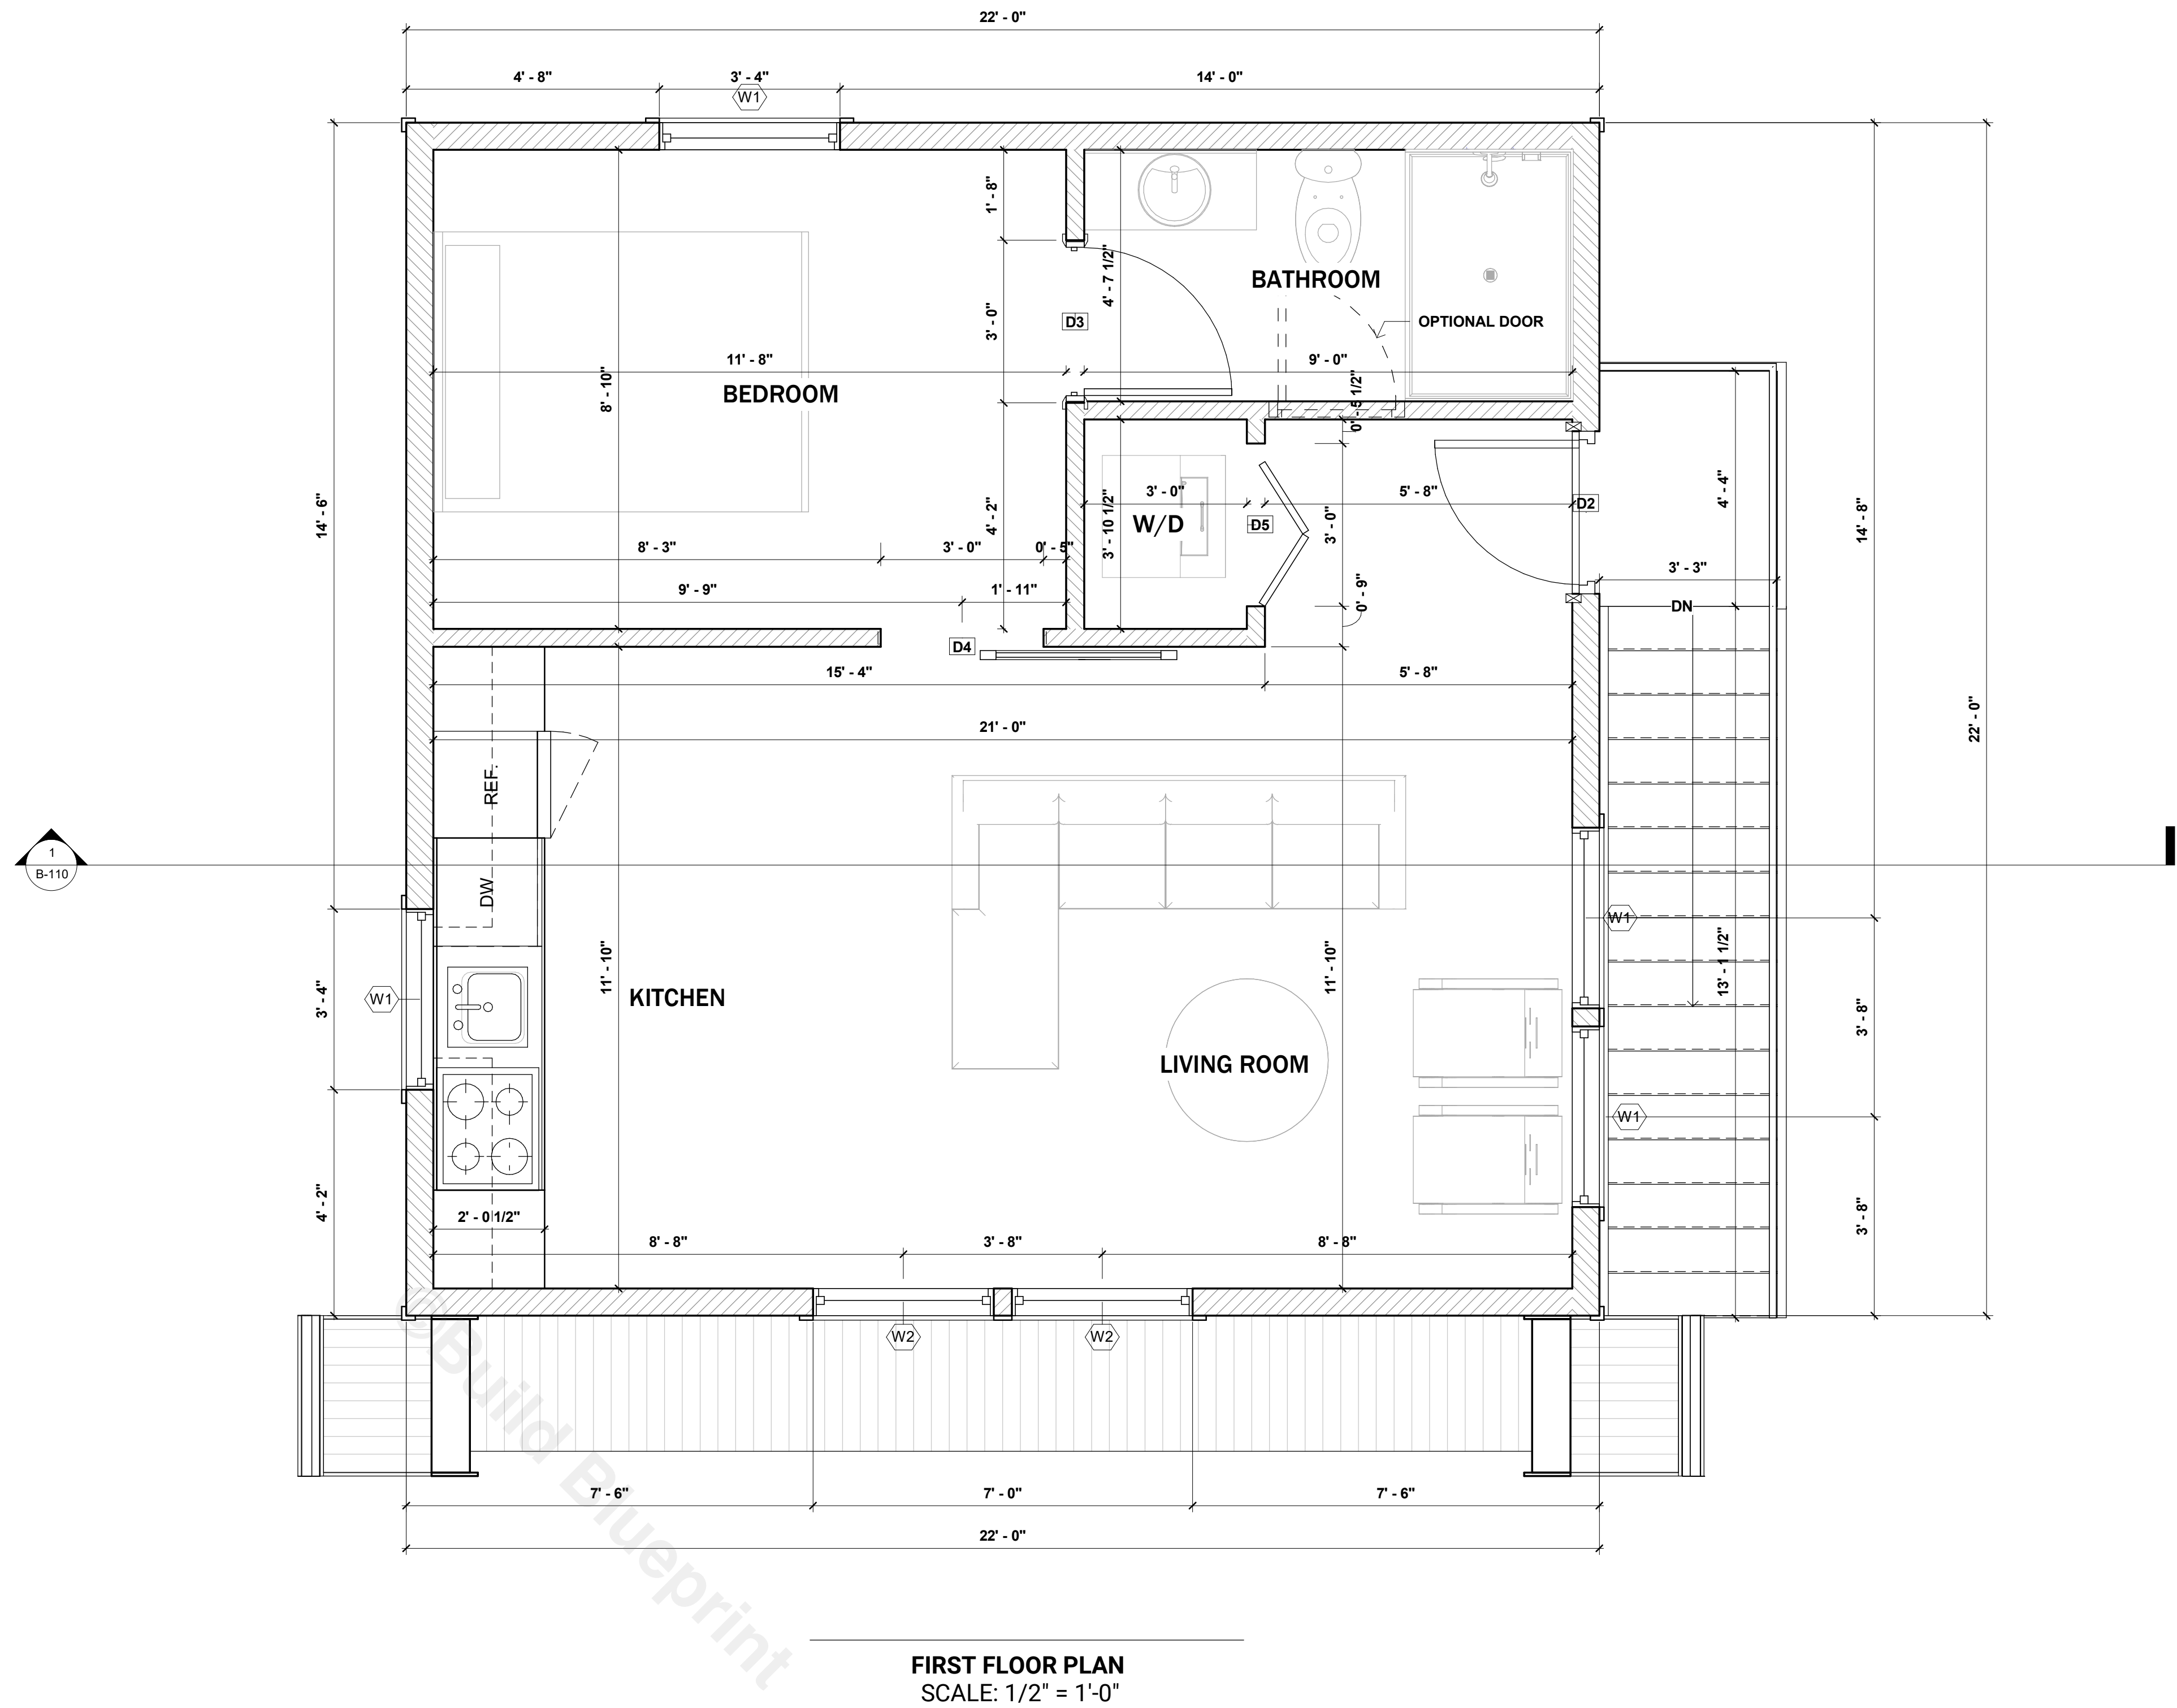 22' - 0"
4' - 8"
3' - 4"
14' - 0"
W1
1' - 8"
4' - 7 1/2"
BATHROOM
D3
OPTIONAL DOOR
3' - 0"
11' - 8"
9' - 0"
8' - 10"
BEDROOM
0' - 5 1/2"
14' - 6"
4' - 2"
3' - 10 1/2"
3' - 0"
5' - 8"
D2
4' - 4"
14' - 8"
W/D
D5
3' - 0"
8' - 3"
3' - 0"
0' - 5"
3' - 3"
9' - 9"
1' - 11"
0' - 9"
DN
D4
15' - 4"
5' - 8"
22' - 0"
21' - 0"
REF.
1
B-110
DW
W1
11' - 10"
11' - 10"
13' - 1 1/2"
3' - 4"
W1
KITCHEN
3' - 8"
LIVING ROOM
W1
4' - 2"
2' - 0 1/2"
3' - 8"
8' - 8"
3' - 8"
8' - 8"
W2
W2
©Build Blueprint
7' - 6"
7' - 0"
7' - 6"
22' - 0"
FIRST FLOOR PLAN
SCALE: 1/2" = 1'-0"